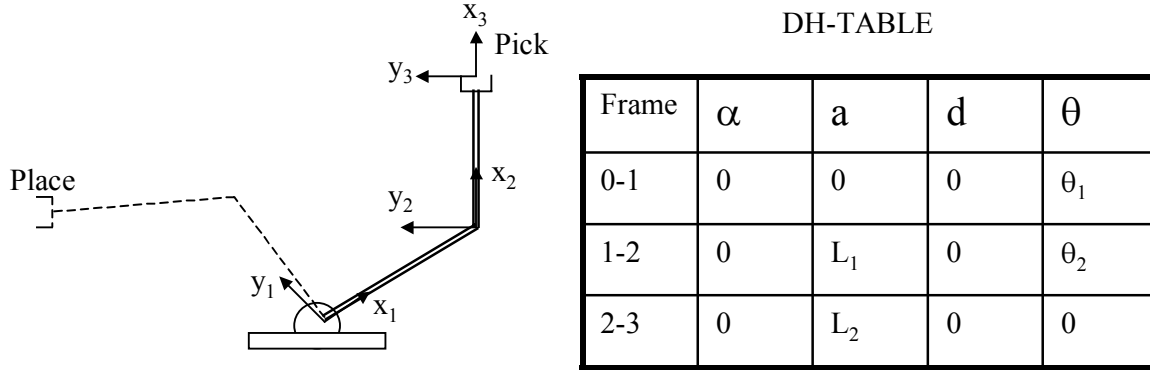 x₃
Pick
y₃
x₂
Place
y₂
y₁
x₁
DH-TABLE
Frame α a d θ
0-1 0 0 0 θ₁
1-2 0 L₁ 0 θ₂
2-3 0 L₂ 0 0